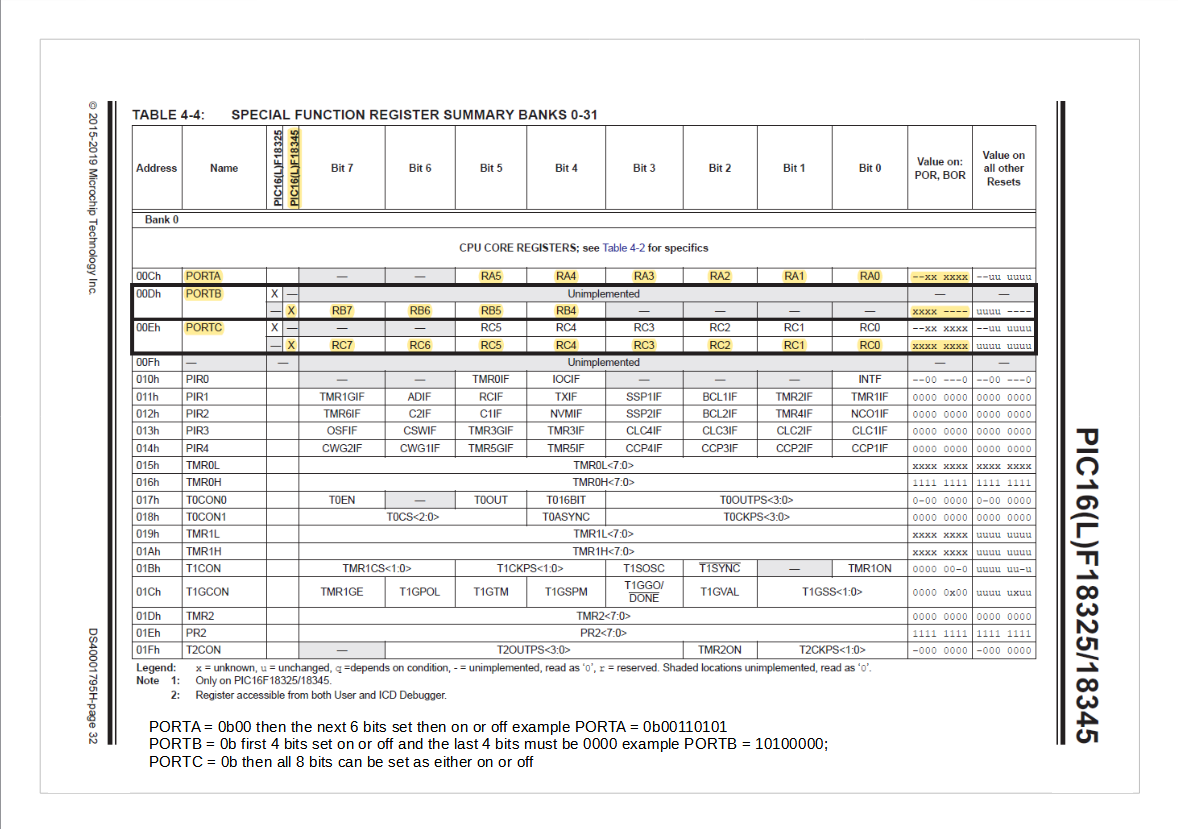 © 2015-2019 Microchip Technology Inc.
DS40001795H-page 32
PIC16(L)F18325/18345
TABLE 4-4: SPECIAL FUNCTION REGISTER SUMMARY BANKS 0-31
Address Name PIC16(L)F18325 PIC16(L)F18345 Bit 7 Bit 6 Bit 5 Bit 4 Bit 3 Bit 2 Bit 1 Bit 0 Value on: POR, BOR Value on all other Resets
Bank 0
CPU CORE REGISTERS; see Table 4-2 for specifics
00Ch PORTA — — RA5 RA4 RA3 RA2 RA1 RA0 --xx xxxx --uu uuuu
00Dh PORTB X — Unimplemented — —
— X RB7 RB6 RB5 RB4 — — — — xxxx ---- uuuu ----
00Eh PORTC X — — — RC5 RC4 RC3 RC2 RC1 RC0 --xx xxxx --uu uuuu
— X RC7 RC6 RC5 RC4 RC3 RC2 RC1 RC0 xxxx xxxx uuuu uuuu
00Fh — — Unimplemented — —
010h PIR0 — — TMR0IF IOCIF — — — INTF --00 ---0 --00 ---0
011h PIR1 TMR1GIF ADIF RCIF TXIF SSP1IF BCL1IF TMR2IF TMR1IF 0000 0000 0000 0000
012h PIR2 TMR6IF C2IF C1IF NVMIF SSP2IF BCL2IF TMR4IF NCO1IF 0000 0000 0000 0000
013h PIR3 OSFIF CSWIF TMR3GIF TMR3IF CLC4IF CLC3IF CLC2IF CLC1IF 0000 0000 0000 0000
014h PIR4 CWG2IF CWG1IF TMR5GIF TMR5IF CCP4IF CCP3IF CCP2IF CCP1IF 0000 0000 0000 0000
015h TMR0L TMR0L<7:0> xxxx xxxx xxxx xxxx
016h TMR0H TMR0H<7:0> 1111 1111 1111 1111
017h T0CON0 T0EN — T0OUT T016BIT T0OUTPS<3:0> 0-00 0000 0-00 0000
018h T0CON1 T0CS<2:0> T0ASYNC T0CKPS<3:0> 0000 0000 0000 0000
019h TMR1L TMR1L<7:0> xxxx xxxx uuuu uuuu
01Ah TMR1H TMR1H<7:0> xxxx xxxx uuuu uuuu
01Bh T1CON TMR1CS<1:0> T1CKPS<1:0> T1SOSC T1SYNC — TMR1ON 0000 00-0 uuuu uu-u
01Ch T1GCON TMR1GE T1GPOL T1GTM T1GSPM T1GGO/ DONE T1GVAL T1GSS<1:0> 0000 0x00 uuuu uxuu
01Dh TMR2 TMR2<7:0> 0000 0000 0000 0000
01Eh PR2 PR2<7:0> 1111 1111 1111 1111
01Fh T2CON — T2OUTPS<3:0> TMR2ON T2CKPS<1:0> -000 0000 -000 0000
Legend: x = unknown, u = unchanged, q =depends on condition, - = unimplemented, read as '0', r = reserved. Shaded locations unimplemented, read as '0'.
Note 1: Only on PIC16F18325/18345.
2: Register accessible from both User and ICD Debugger.
PORTA = 0b00 then the next 6 bits set then on or off example PORTA = 0b00110101
PORTB = 0b first 4 bits set on or off and the last 4 bits must be 0000 example PORTB = 10100000;
PORTC = 0b then all 8 bits can be set as either on or off